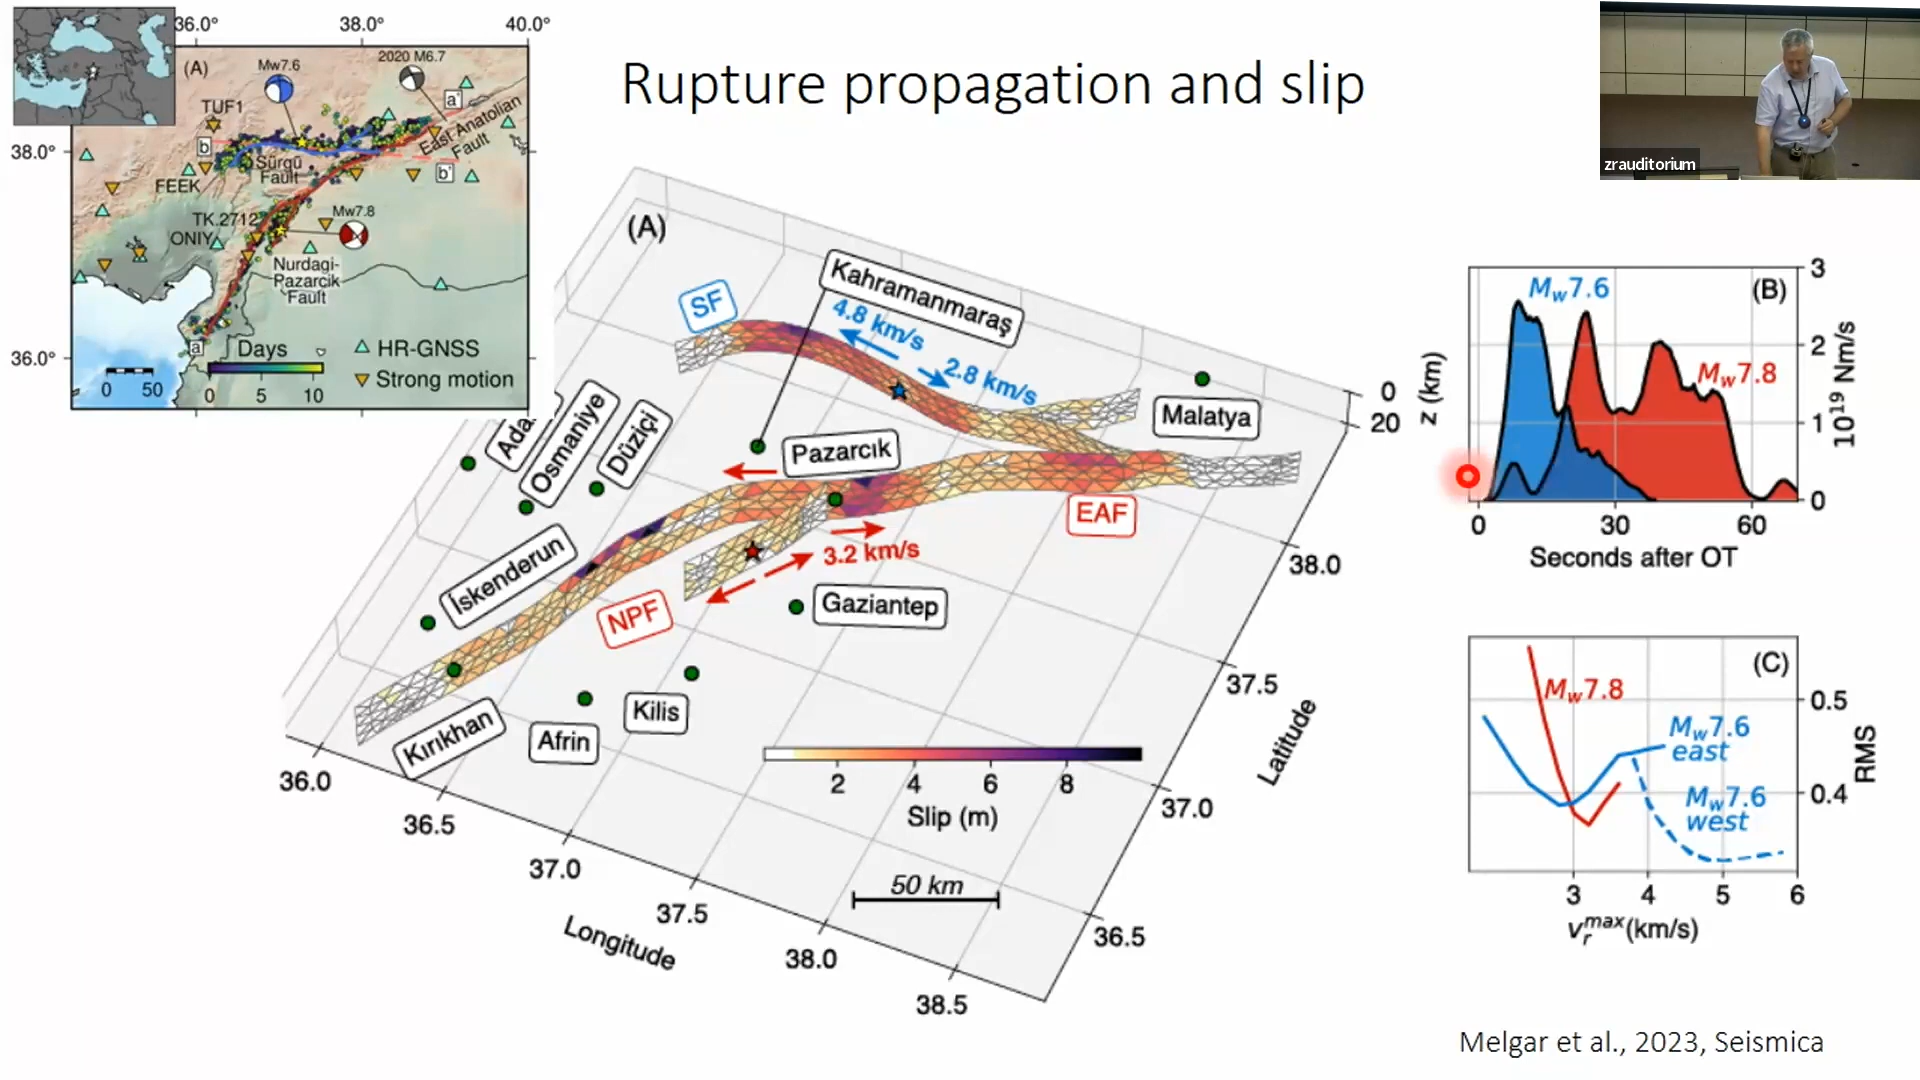 Rupture propagation and slip
36.0°
38.0°
40.0°
38.0°
36.0°
(A)
Mw7.6
2020 M6.7
TUF1
a'
b
East Anatolian
Fault
Sürgü
Fault
b'
FEEK
TK.2712
Mw7.8
ONIY
Nurdagi-
Pazarcik
Fault
a
Days
0 50
0 5 10
HR-GNSS
Strong motion
(A)
SF
Kahramanmaraş
4.8 km/s
2.8 km/s
Malatya
Osmaniye
Düziçi
Pazarcık
EAF
3.2 km/s
İskenderun
NPF
Gaziantep
Kırıkhan
Afrin
Kilis
2 4 6 8
Slip (m)
50 km
0
20
z (km)
38.0
37.5
37.0
36.5
Latitude
36.0
36.5
37.0
37.5
38.0
38.5
Longitude
(B)
Mw7.6
Mw7.8
3
2
1
0
10¹⁹ Nm/s
0 30 60
Seconds after OT
(C)
Mw7.8
Mw7.6
east
Mw7.6
west
0.5
0.4
RMS
3 4 5 6
vᵣᵐᵃˣ(km/s)
Melgar et al., 2023, Seismica
zrauditorium